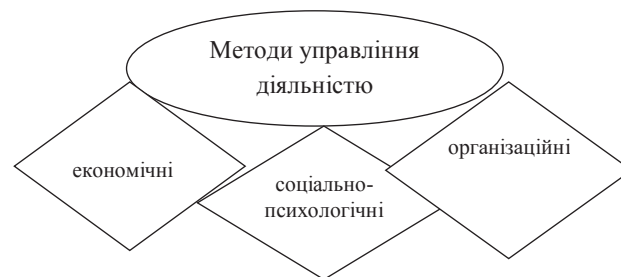 Методи управління
діяльністю
економічні
соціально-
психологічні
організаційні